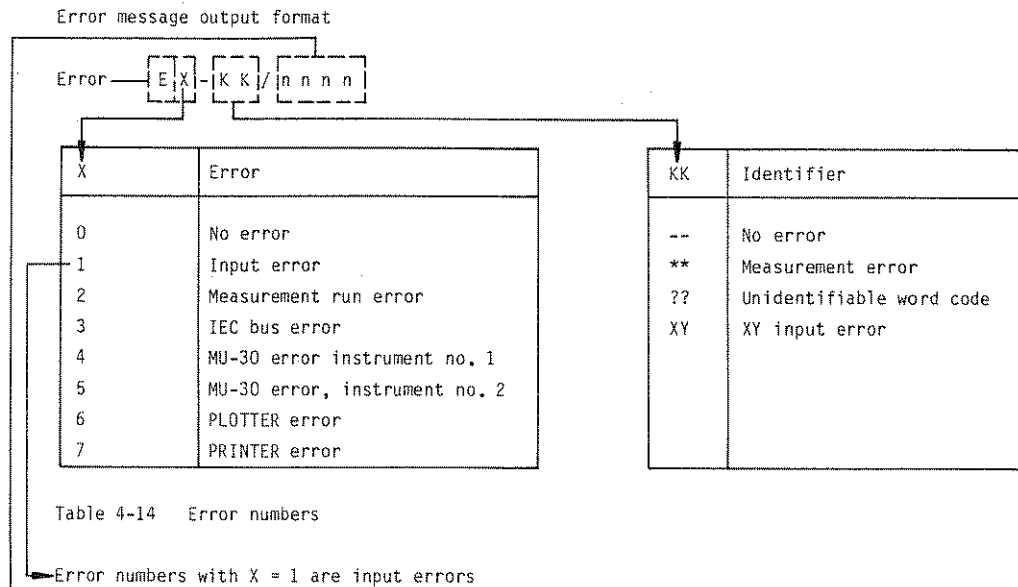 Error message output format
Error E X - K K / n n n n
X Error
0 No error
1 Input error
2 Measurement run error
3 IEC bus error
4 MU-30 error instrument no. 1
5 MU-30 error, instrument no. 2
6 PLOTTER error
7 PRINTER error
KK Identifier
-- No error
** Measurement error
?? Unidentifiable word code
XY XY input error
Table 4-14 Error numbers
Error numbers with X = 1 are input errors